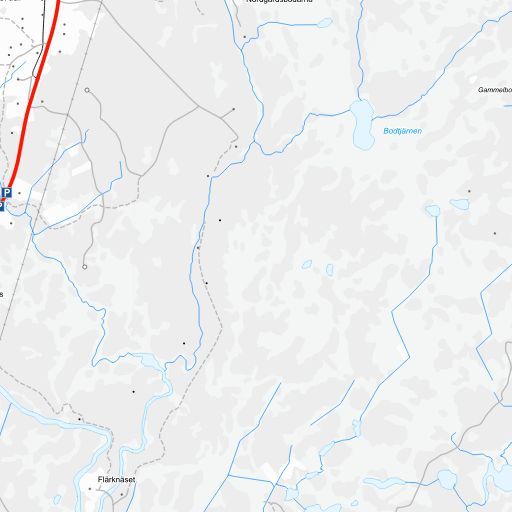 Nordgårdsbodarna
Gammelbo
Bodtjärnen
P
P
s
Flärknäset